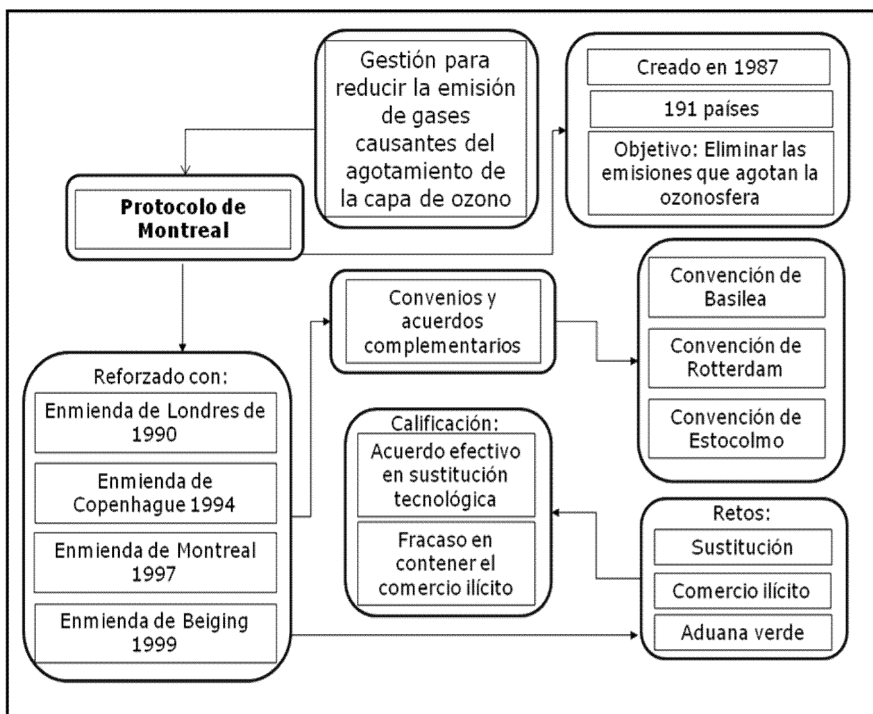 Gestión para
reducir la emisión
de gases
causantes del
agotamiento de
la capa de ozono
Creado en 1987
191 países
Objetivo: Eliminar las
emisiones que agotan la
ozonosfera
Protocolo de
Montreal
Convenios y
acuerdos
complementarios
Convención de
Basilea
Convención de
Rotterdam
Convención de
Estocolmo
Reforzado con:
Enmienda de Londres de
1990
Enmienda de
Copenhague 1994
Enmienda de Montreal
1997
Enmienda de Beiging
1999
Calificación:
Acuerdo efectivo
en sustitución
tecnológica
Fracaso en
contener el
comercio ilícito
Retos:
Sustitución
Comercio ilícito
Aduana verde